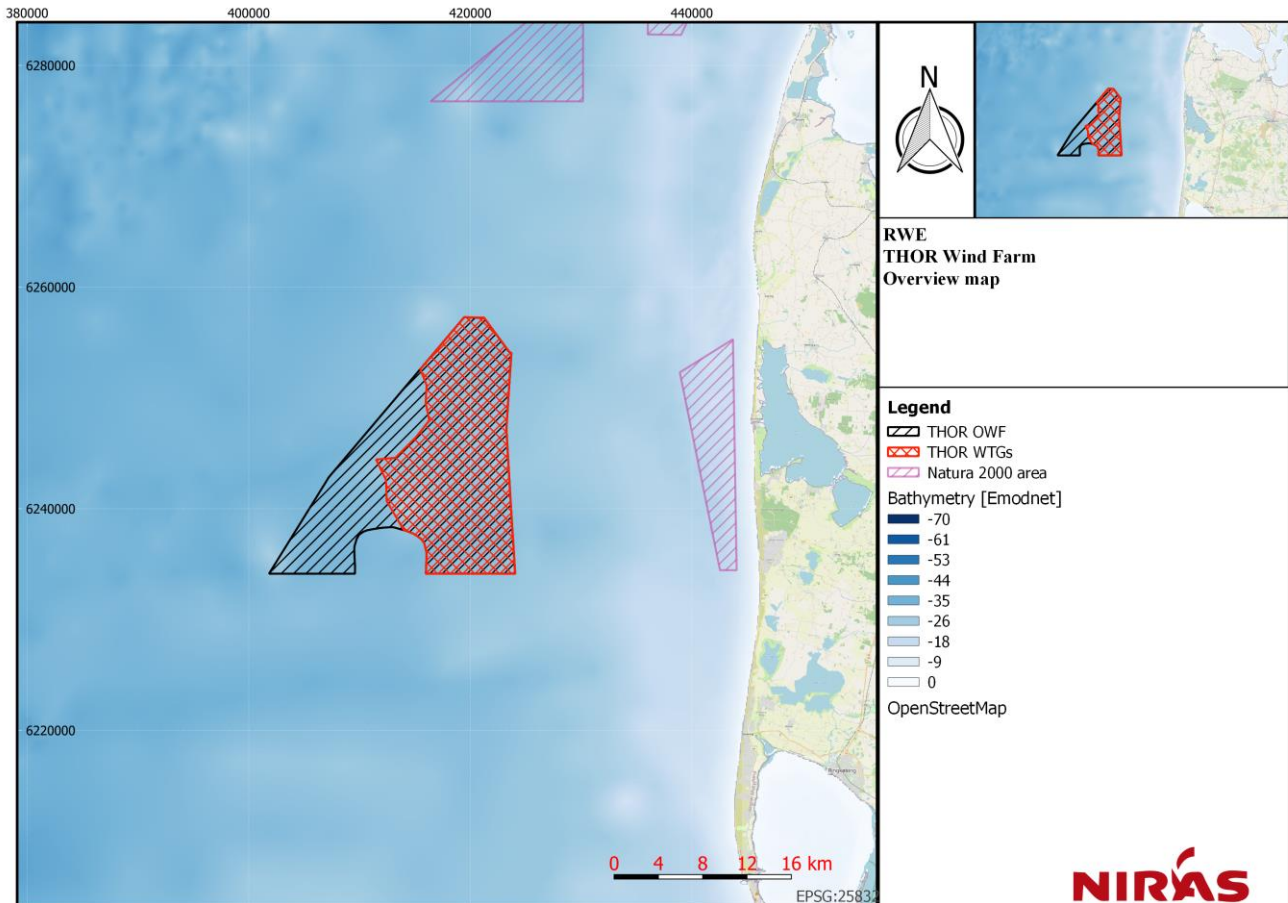 380000
400000
420000
440000
6280000
6260000
6240000
6220000
0 4 8 12 16 km
EPSG:25832
N
RWE
THOR Wind Farm
Overview map
Legend
THOR OWF
THOR WTGs
Natura 2000 area
Bathymetry [Emodnet]
-70
-61
-53
-44
-35
-26
-18
-9
0
OpenStreetMap
NIRAS